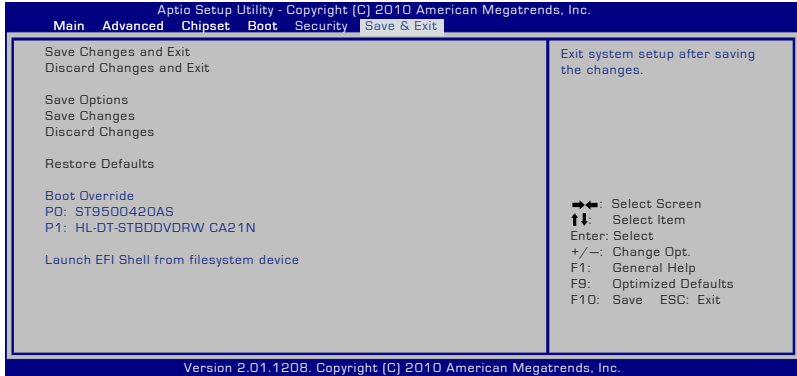 Aptio Setup Utility - Copyright (C) 2010 American Megatrends, Inc.
Main Advanced Chipset Boot Security Save & Exit
Save Changes and Exit
Discard Changes and Exit
Save Options
Save Changes
Discard Changes
Restore Defaults
Boot Override
P0: ST9500420AS
P1: HL-DT-STBDDVDRW CA21N
Launch EFI Shell from filesystem device
Exit system setup after saving
the changes.
➡⬅: Select Screen
⬆⬇: Select Item
Enter: Select
+/—: Change Opt.
F1: General Help
F9: Optimized Defaults
F10: Save ESC: Exit
Version 2.01.1208. Copyright (C) 2010 American Megatrends, Inc.